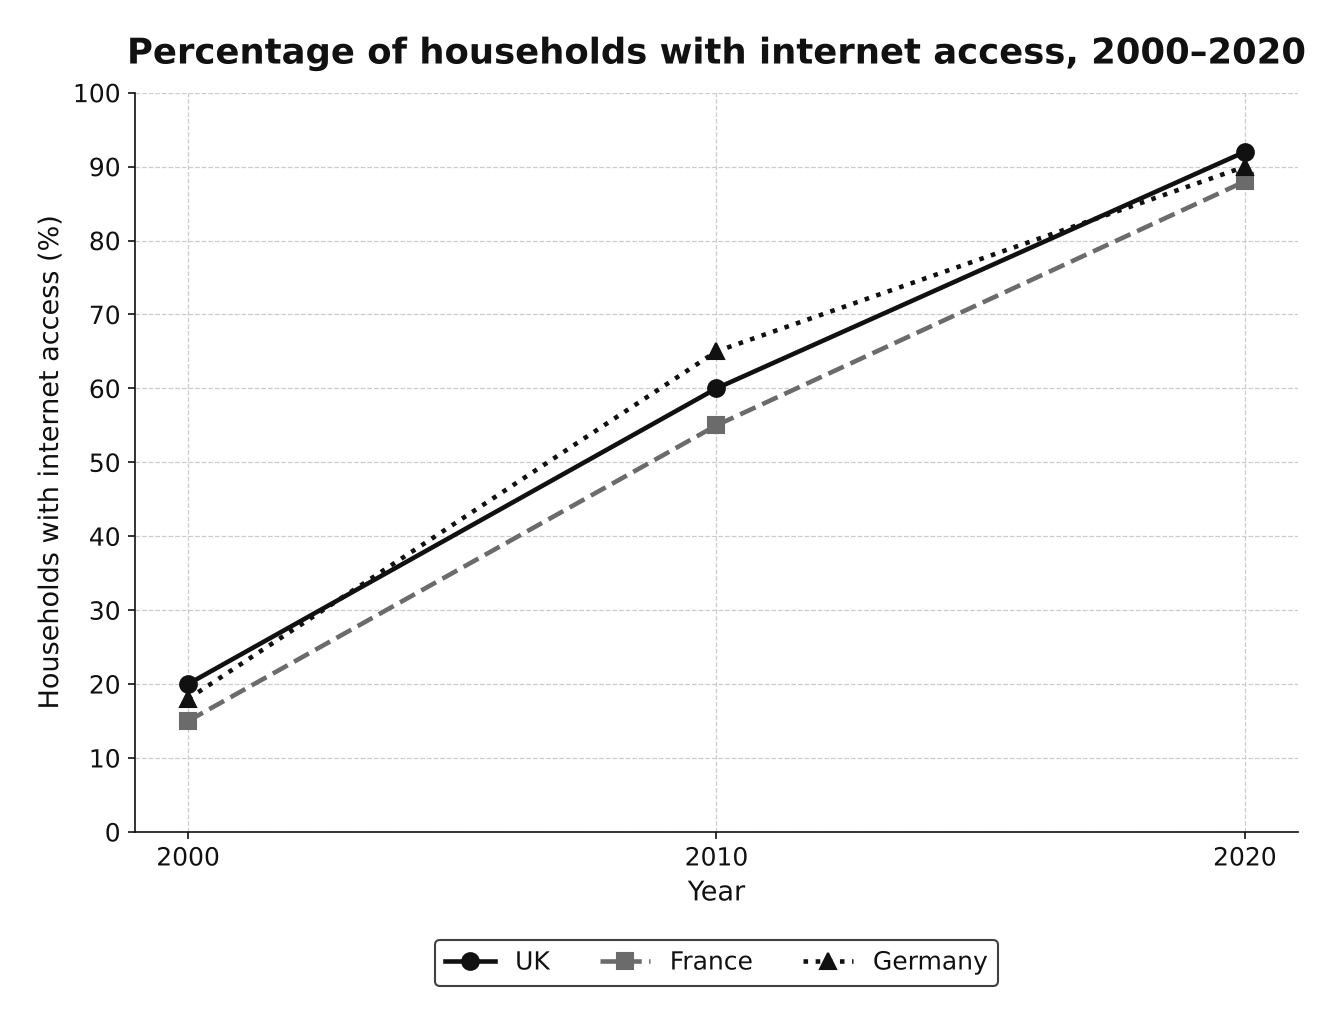 Percentage of households with internet access, 2000–2020
Households with internet access (%)
100
90
80
70
60
50
40
30
20
10
0
2000 2010 2020
Year
UK France Germany